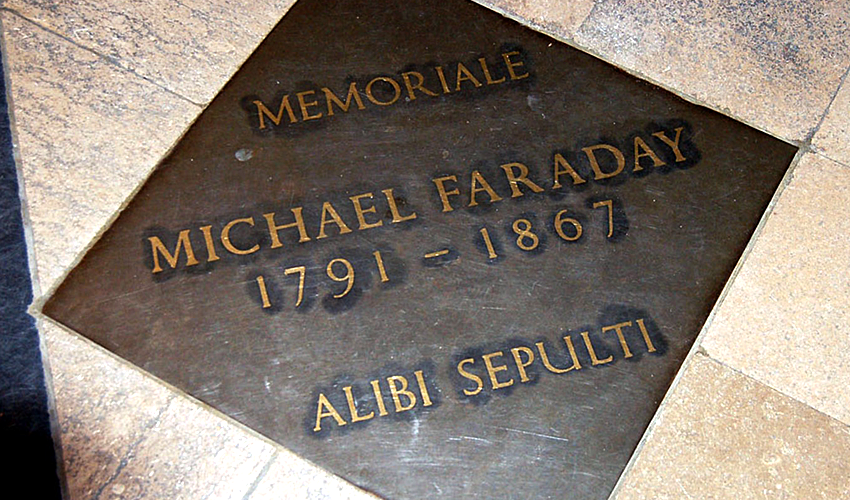 MEMORIALE
MICHAEL FARADAY
1791 – 1867
ALIBI SEPULTI